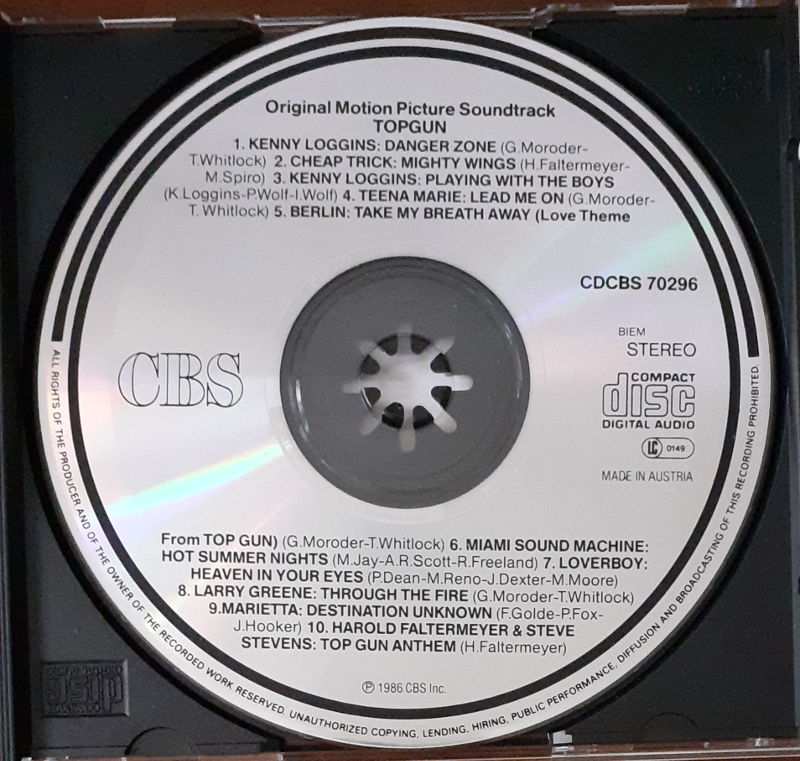 Original Motion Picture Soundtrack
TOPGUN
1. KENNY LOGGINS: DANGER ZONE (G.Moroder-
T.Whitlock) 2. CHEAP TRICK: MIGHTY WINGS (H.Faltermeyer-
M.Spiro) 3. KENNY LOGGINS: PLAYING WITH THE BOYS
(K.Loggins-P.Wolf-I.Wolf) 4. TEENA MARIE: LEAD ME ON (G.Moroder-
T. Whitlock) 5. BERLIN: TAKE MY BREATH AWAY (Love Theme
CDCBS 70296
BIEM
STEREO
CBS
COMPACT
disc
DIGITAL AUDIO
LC 0149
MADE IN AUSTRIA
From TOP GUN) (G.Moroder-T.Whitlock) 6. MIAMI SOUND MACHINE:
HOT SUMMER NIGHTS (M.Jay-A.R.Scott-R.Freeland) 7. LOVERBOY:
HEAVEN IN YOUR EYES (P.Dean-M.Reno-J.Dexter-M.Moore)
8. LARRY GREENE: THROUGH THE FIRE (G.Moroder-T.Whitlock)
9.MARIETTA: DESTINATION UNKNOWN (F.Golde-P.Fox-
J.Hooker) 10. HAROLD FALTERMEYER & STEVE
STEVENS: TOP GUN ANTHEM (H.Faltermeyer)
℗ 1986 CBS Inc.
ALL RIGHTS OF THE PRODUCER AND OF THE OWNER OF THE RECORDED WORK RESERVED. UNAUTHORIZED COPYING, LENDING, HIRING, PUBLIC PERFORMANCE, DIFFUSION AND BROADCASTING OF THIS RECORDING PROHIBITED.